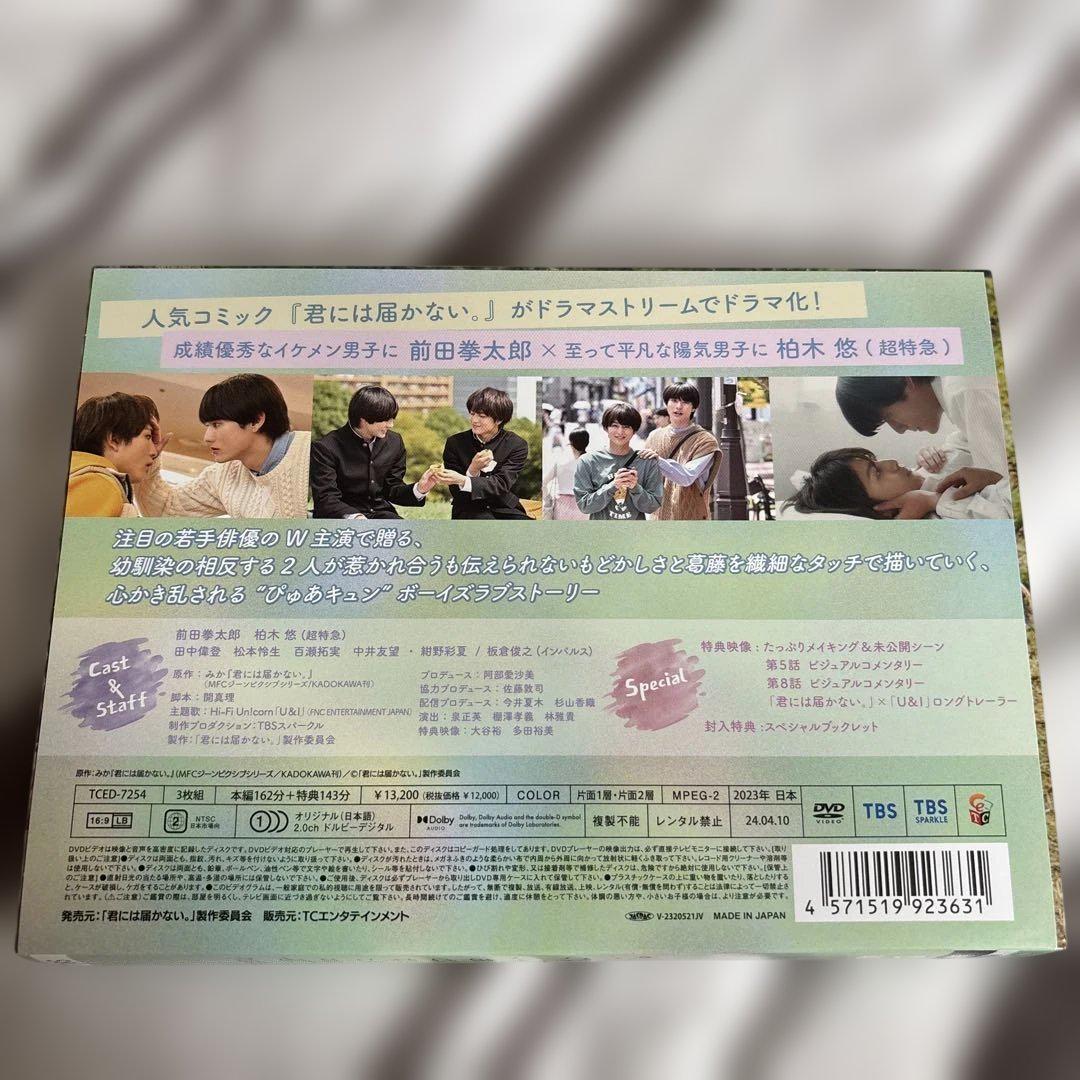 人気コミック『君には届かない。』がドラマストリームでドラマ化！
成績優秀なイケメン男子に 前田拳太郎 × 至って平凡な陽気男子に 柏木 悠（超特急）
注目の若手俳優の W 主演で贈る、
幼馴染の相反する 2 人が惹かれ合うも伝えられないもどかしさと葛藤を繊細なタッチで描いていく、
心かき乱される “ぴゅあキュン” ボーイズラブストーリー
Cast
&
Staff
前田拳太郎　柏木 悠（超特急）
田中偉登　松本怜生　百瀬拓実　中井友望・紺野彩夏 / 板倉俊之（インパルス）
原作：みか『君には届かない。』
（MFCジーンピクシブシリーズ/KADOKAWA刊）
脚本：開真理
主題歌：Hi-Fi Un!corn「U&I」（FNC ENTERTAINMENT JAPAN）
制作プロダクション：TBSスパークル
製作：「君には届かない。」製作委員会
プロデュース：阿部愛沙美
協力プロデュース：佐藤敦司
配信プロデュース：今井夏木　杉山香織
演出：泉正英　棚澤孝義　林雅貴
特典映像：大谷裕　多田裕美
Special
特典映像：たっぷりメイキング＆未公開シーン
第5話 ビジュアルコメンタリー
第8話 ビジュアルコメンタリー
「君には届かない。」×「U&I」ロングトレーラー
封入特典：スペシャルブックレット
原作：みか『君には届かない。』（MFCジーンピクシブシリーズ／KADOKAWA刊）／©「君には届かない。」製作委員会
TCED-7254 3枚組 本編162分＋特典143分 ￥13,200（税抜価格 ￥12,000） COLOR 片面1層・片面2層 MPEG-2 2023年 日本
16:9 LB 2 NTSC 日本市場向 1 オリジナル（日本語） 2.0ch ドルビーデジタル Dolby AUDIO Dolby, Dolby Audio and the double-D symbol are trademarks of Dolby Laboratories. 複製不能 レンタル禁止 24.04.10
DVD VIDEO TBS TBS SPARKLE TC ETC
発売元：「君には届かない。」製作委員会　販売元：TCエンタテインメント
V-2320521JV MADE IN JAPAN
4 571519 923631